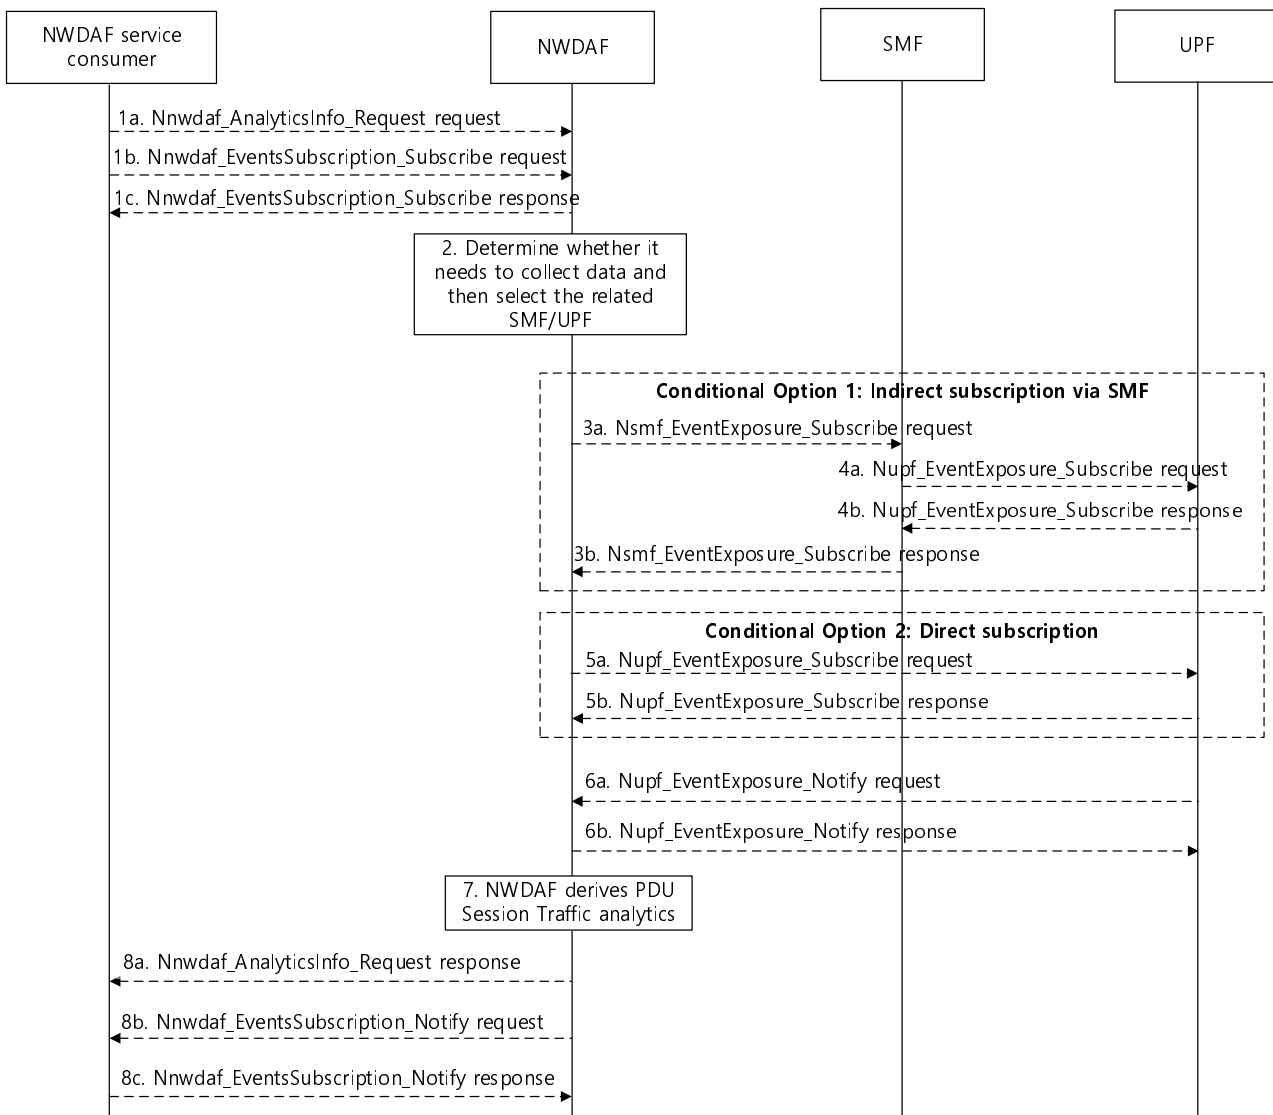 NWDAF service
consumer
NWDAF
SMF
UPF
1a. Nnwdaf_AnalyticsInfo_Request request
1b. Nnwdaf_EventsSubscription_Subscribe request
1c. Nnwdaf_EventsSubscription_Subscribe response
2. Determine whether it
needs to collect data and
then select the related
SMF/UPF
Conditional Option 1: Indirect subscription via SMF
3a. Nsmf_EventExposure_Subscribe request
4a. Nupf_EventExposure_Subscribe request
4b. Nupf_EventExposure_Subscribe response
3b. Nsmf_EventExposure_Subscribe response
Conditional Option 2: Direct subscription
5a. Nupf_EventExposure_Subscribe request
5b. Nupf_EventExposure_Subscribe response
6a. Nupf_EventExposure_Notify request
6b. Nupf_EventExposure_Notify response
7. NWDAF derives PDU
Session Traffic analytics
8a. Nnwdaf_AnalyticsInfo_Request response
8b. Nnwdaf_EventsSubscription_Notify request
8c. Nnwdaf_EventsSubscription_Notify response